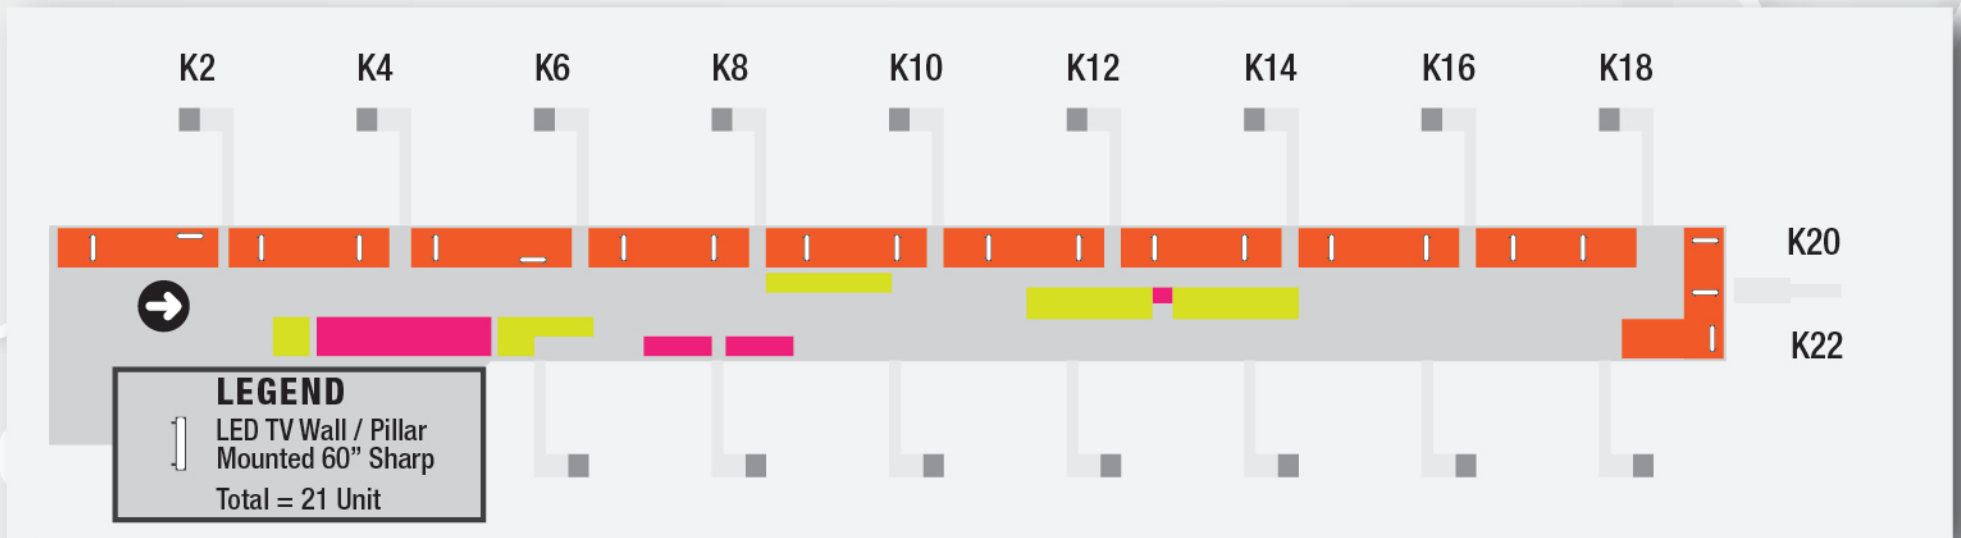 K2 K4 K6 K8 K10 K12 K14 K16 K18
K20
K22
LEGEND
LED TV Wall / Pillar
Mounted 60” Sharp
Total = 21 Unit